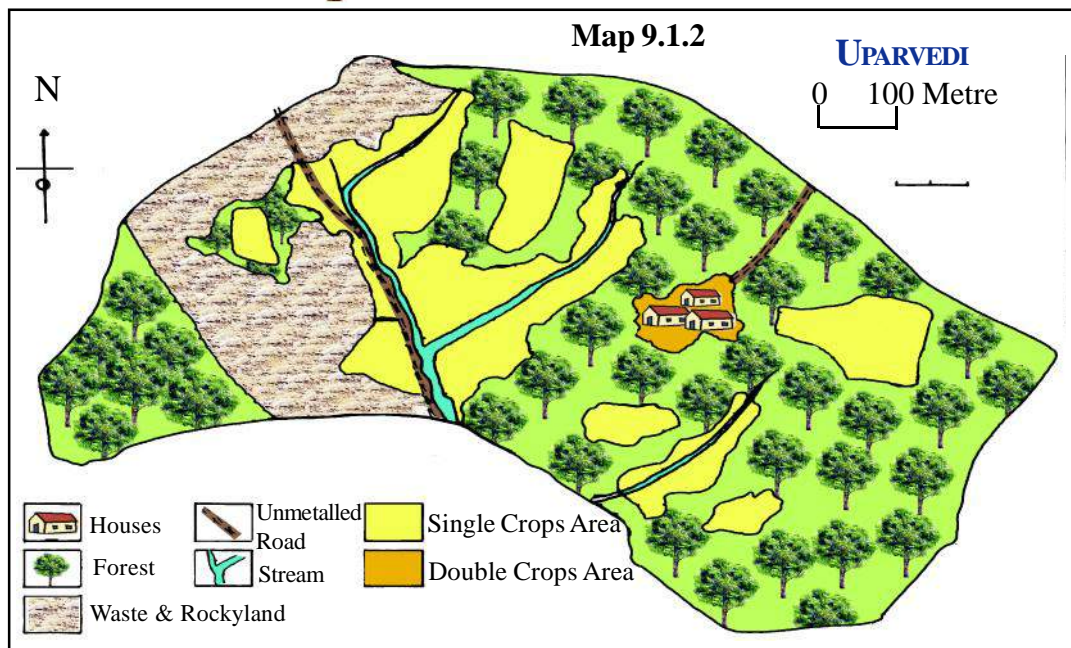 Map 9.1.2
UPARVEDI
0 100 Metre
N
Houses
Unmetalled
Road
Single Crops Area
Forest
Stream
Double Crops Area
Waste & Rockyland